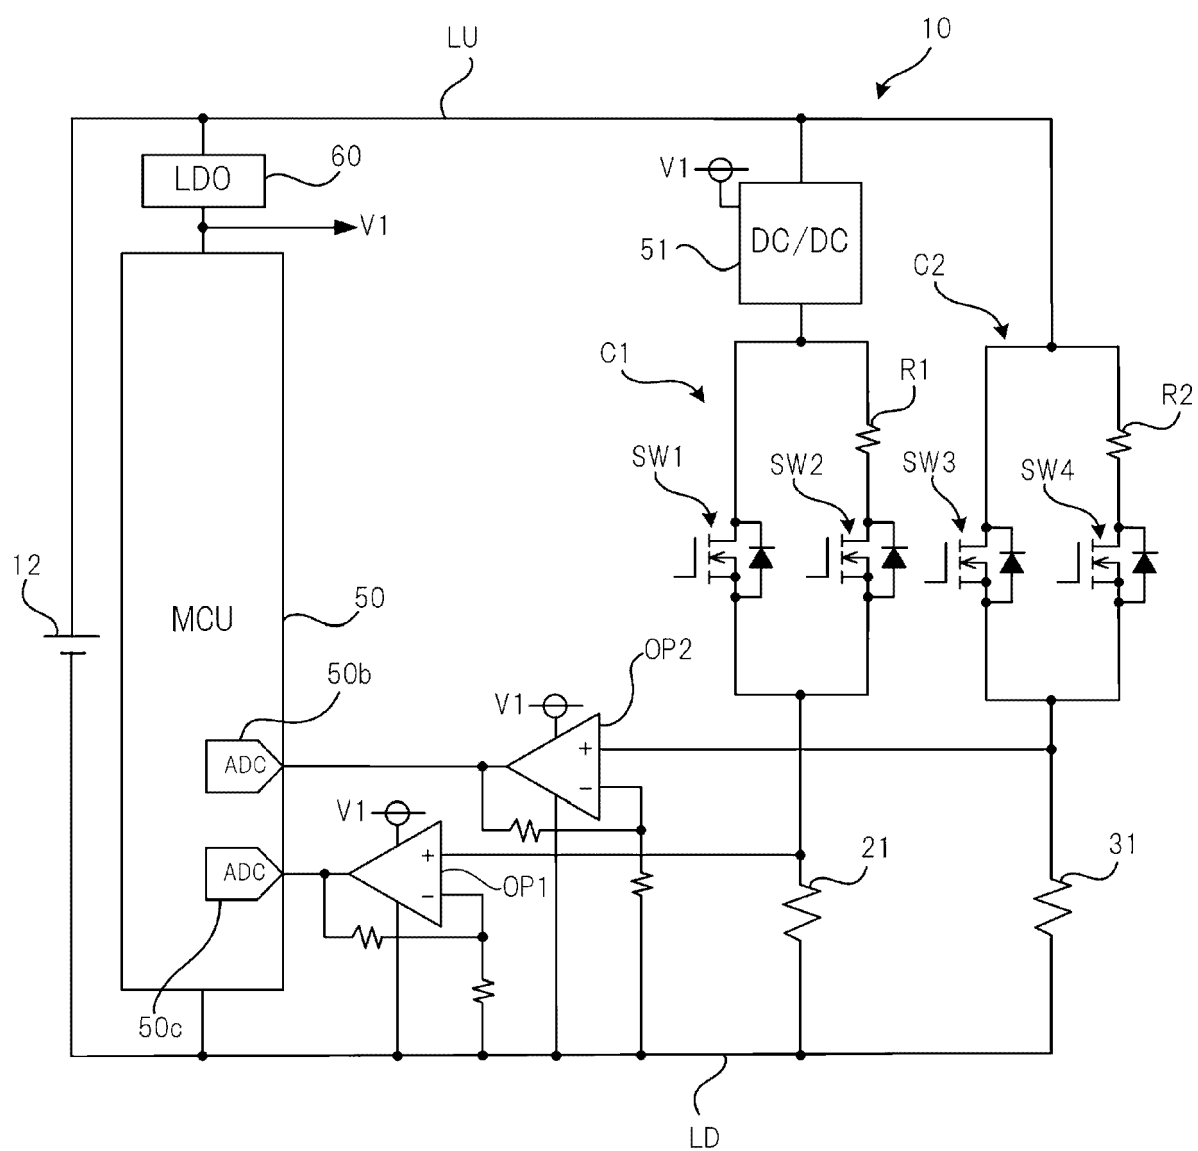 10
LU
60
LDO
V1
V1
DC/DC
51
C2
C1
R1
R2
SW1
SW2
SW3
SW4
12
50
MCU
OP2
50b
V1
ADC
+
−
V1
21
31
ADC
+
−
OP1
50c
LD